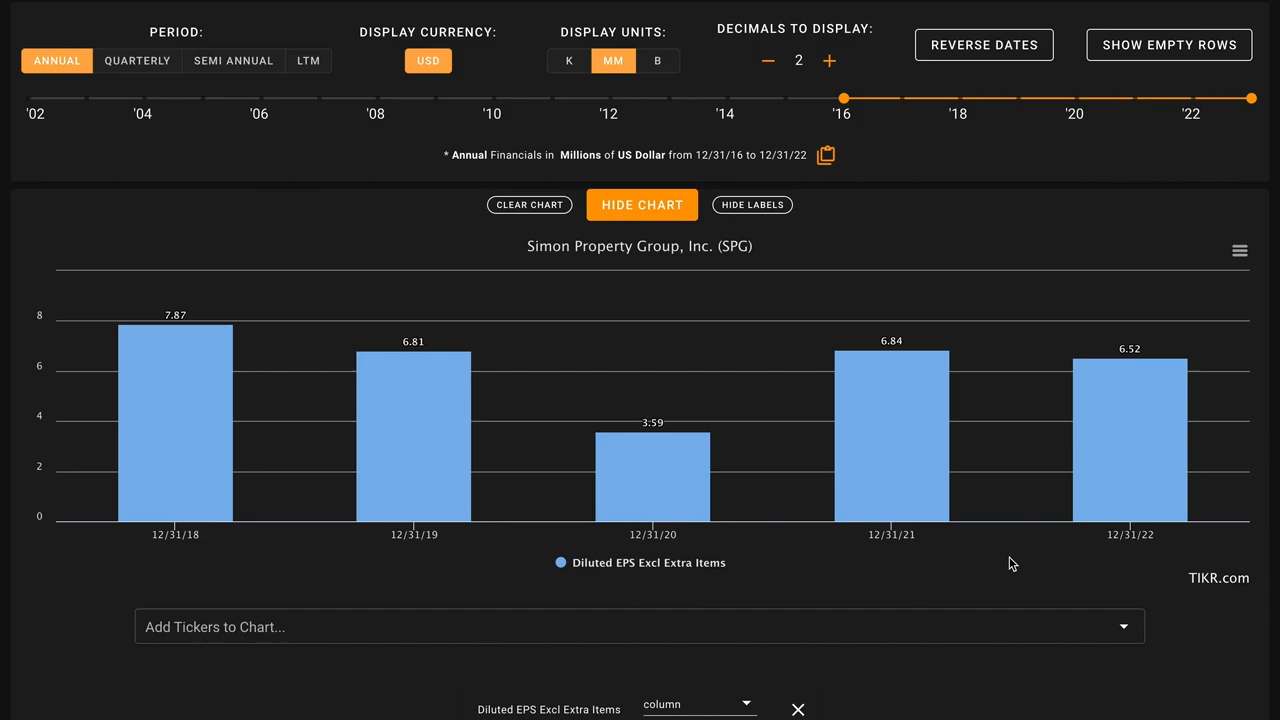 PERIOD:
DISPLAY CURRENCY:
DISPLAY UNITS:
DECIMALS TO DISPLAY:
ANNUAL QUARTERLY SEMI ANNUAL LTM
USD
K MM B
2
REVERSE DATES
SHOW EMPTY ROWS
'02 '04 '06 '08 '10 '12 '14 '16 '18 '20 '22
* Annual Financials in Millions of US Dollar from 12/31/16 to 12/31/22
CLEAR CHART
HIDE CHART
HIDE LABELS
Simon Property Group, Inc. (SPG)
8
6
4
2
0
7.87
6.81
3.59
6.84
6.52
12/31/18 12/31/19 12/31/20 12/31/21 12/31/22
Diluted EPS Excl Extra Items
TIKR.com
Add Tickers to Chart...
Diluted EPS Excl Extra Items column